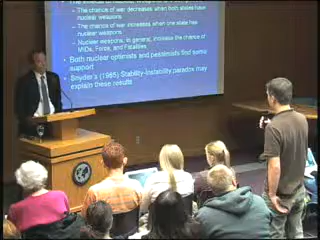 – The chance of war decreases when both states have
nuclear weapons
– The chance of war increases when one state has
nuclear weapons
– Nuclear weapons, in general, increase the chance of
MIDs, Force, and Fatalities
• Both nuclear optimists and pessimists find some
support
• Snyder's (1965) Stability-Instability paradox may
explain these results